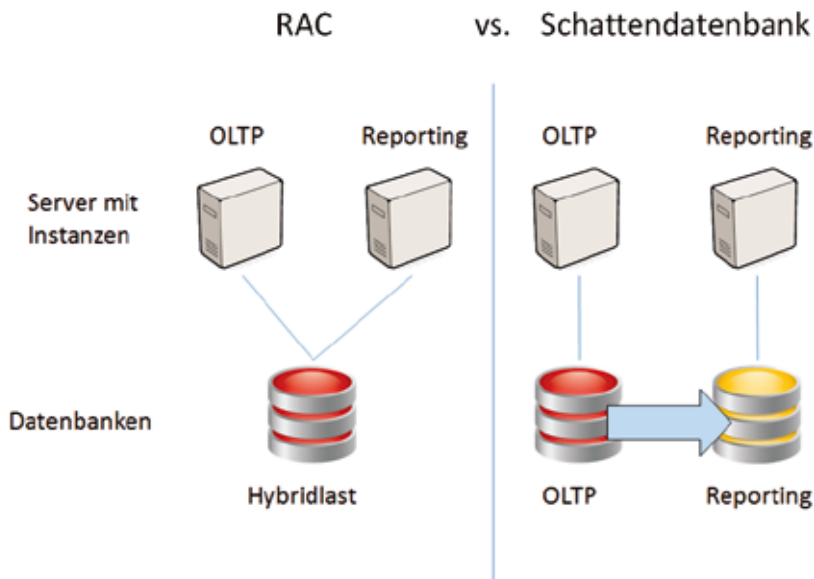 RAC vs. Schattendatenbank
OLTP Reporting OLTP Reporting
Server mit
Instanzen
Datenbanken
Hybridlast OLTP Reporting